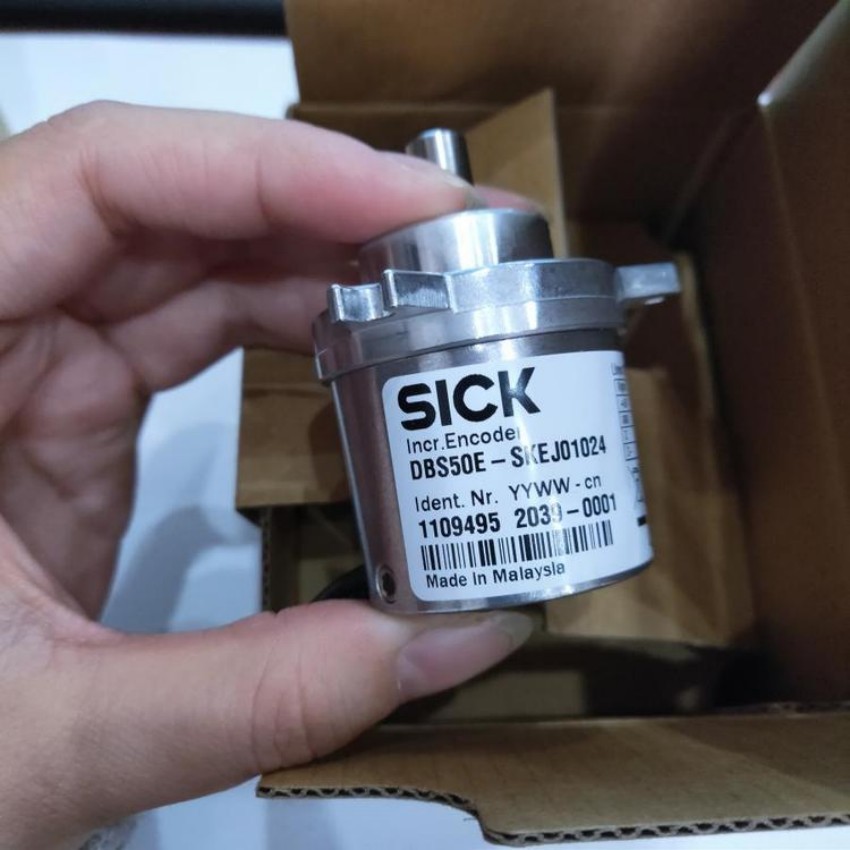 SICK
Incr.Encoder
DBS50E-SKEJ01024
Ident. Nr. YYWW-cn
1109495 2039-0001
Made In Malaysia